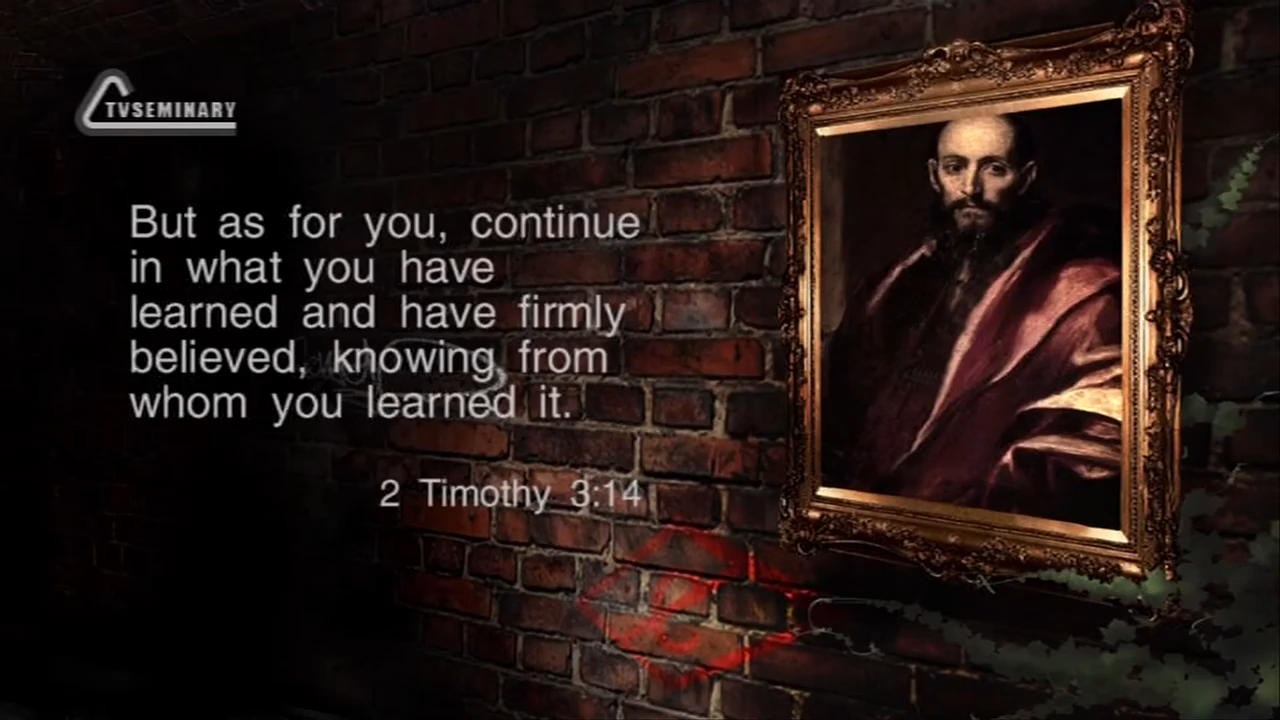 TVSEMINARY
But as for you, continue
in what you have
learned and have firmly
believed, knowing from
whom you learned it.
2 Timothy 3:14